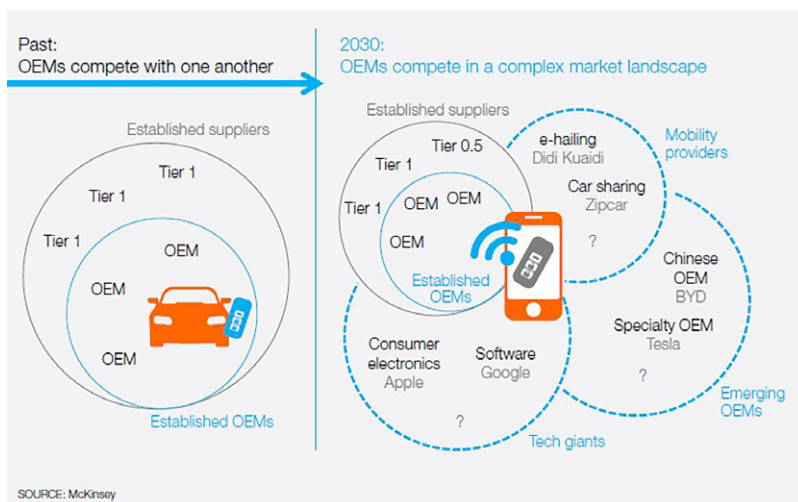 Past:
OEMs compete with one another
2030:
OEMs compete in a complex market landscape
Established suppliers
Tier 1
Tier 1
Tier 1
OEM
OEM
OEM
Established OEMs
Established suppliers
Tier 0.5
Tier 1
Tier 1
OEM
OEM
OEM
Established
OEMs
e-hailing
Didi Kuaidi
Car sharing
Zipcar
?
Mobility
providers
Chinese
OEM
BYD
Specialty OEM
Tesla
?
Emerging
OEMs
Consumer
electronics
Apple
Software
Google
?
Tech giants
SOURCE: McKinsey